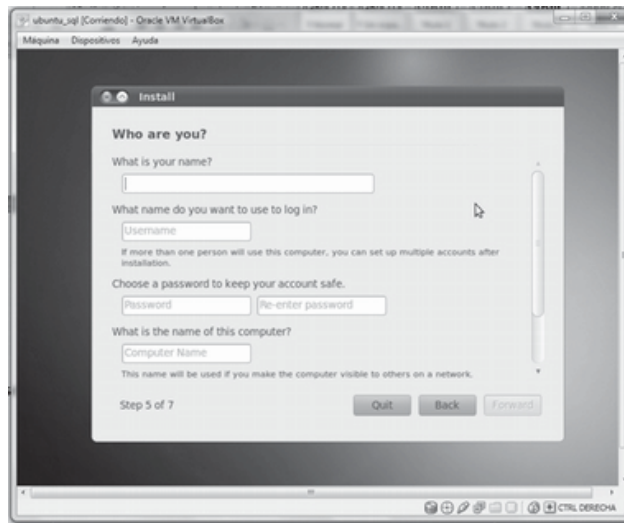 ubuntu_sql [Corriendo] - Oracle VM VirtualBox
Máquina Dispositivos Ayuda
Install
Who are you?
What is your name?
What name do you want to use to log in?
Username
If more than one person will use this computer, you can set up multiple accounts after
installation.
Choose a password to keep your account safe.
Password Re-enter password
What is the name of this computer?
Computer Name
This name will be used if you make the computer visible to others on a network.
Step 5 of 7 Quit Back Forward
CTRL DERECHA